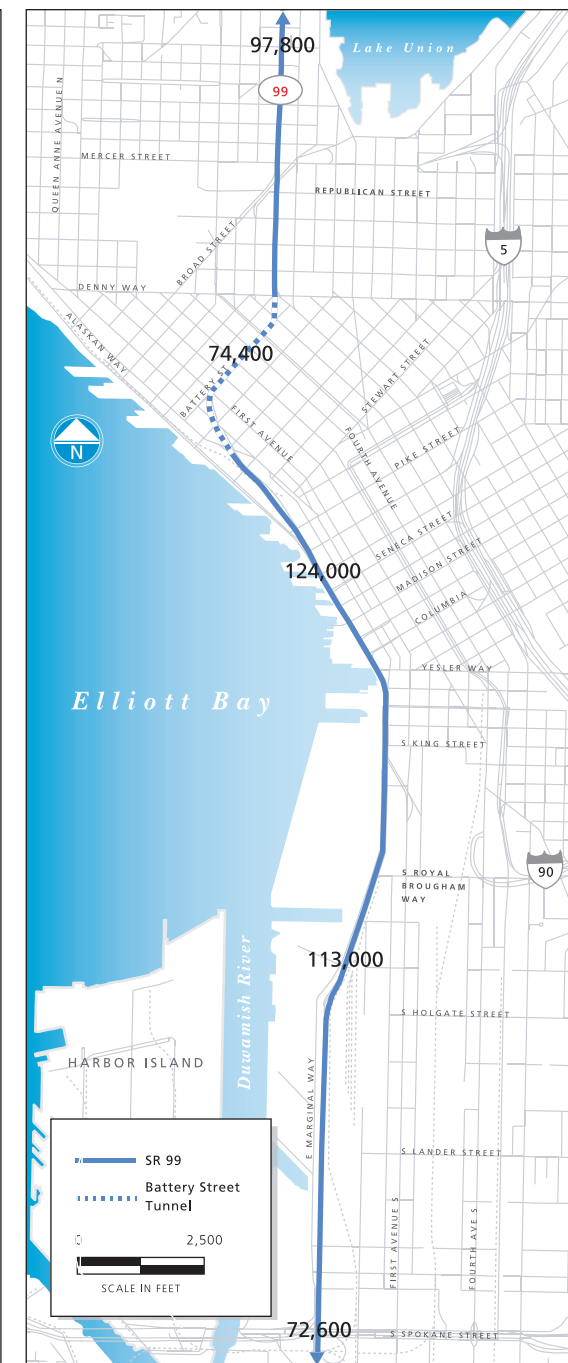 97,800
Lake Union
99
QUEEN ANNE AVENUE N
MERCER STREET
REPUBLICAN STREET
BROAD STREET
5
DENNY WAY
ALASKAN WAY
74,400
BATTERY ST
STEWART STREET
FIRST AVENUE
FOURTH AVENUE
PIKE STREET
N
SENECA STREET
124,000
MADISON STREET
COLUMBIA
YESLER WAY
Elliott Bay
S KING STREET
90
S ROYAL
BROUGHAM
WAY
113,000
S HOLGATE STREET
Duwamish River
HARBOR ISLAND
E MARGINAL WAY
S LANDER STREET
FIRST AVENUE S
FOURTH AVE S
SR 99
Battery Street
Tunnel
0 2,500
SCALE IN FEET
72,600
S SPOKANE STREET